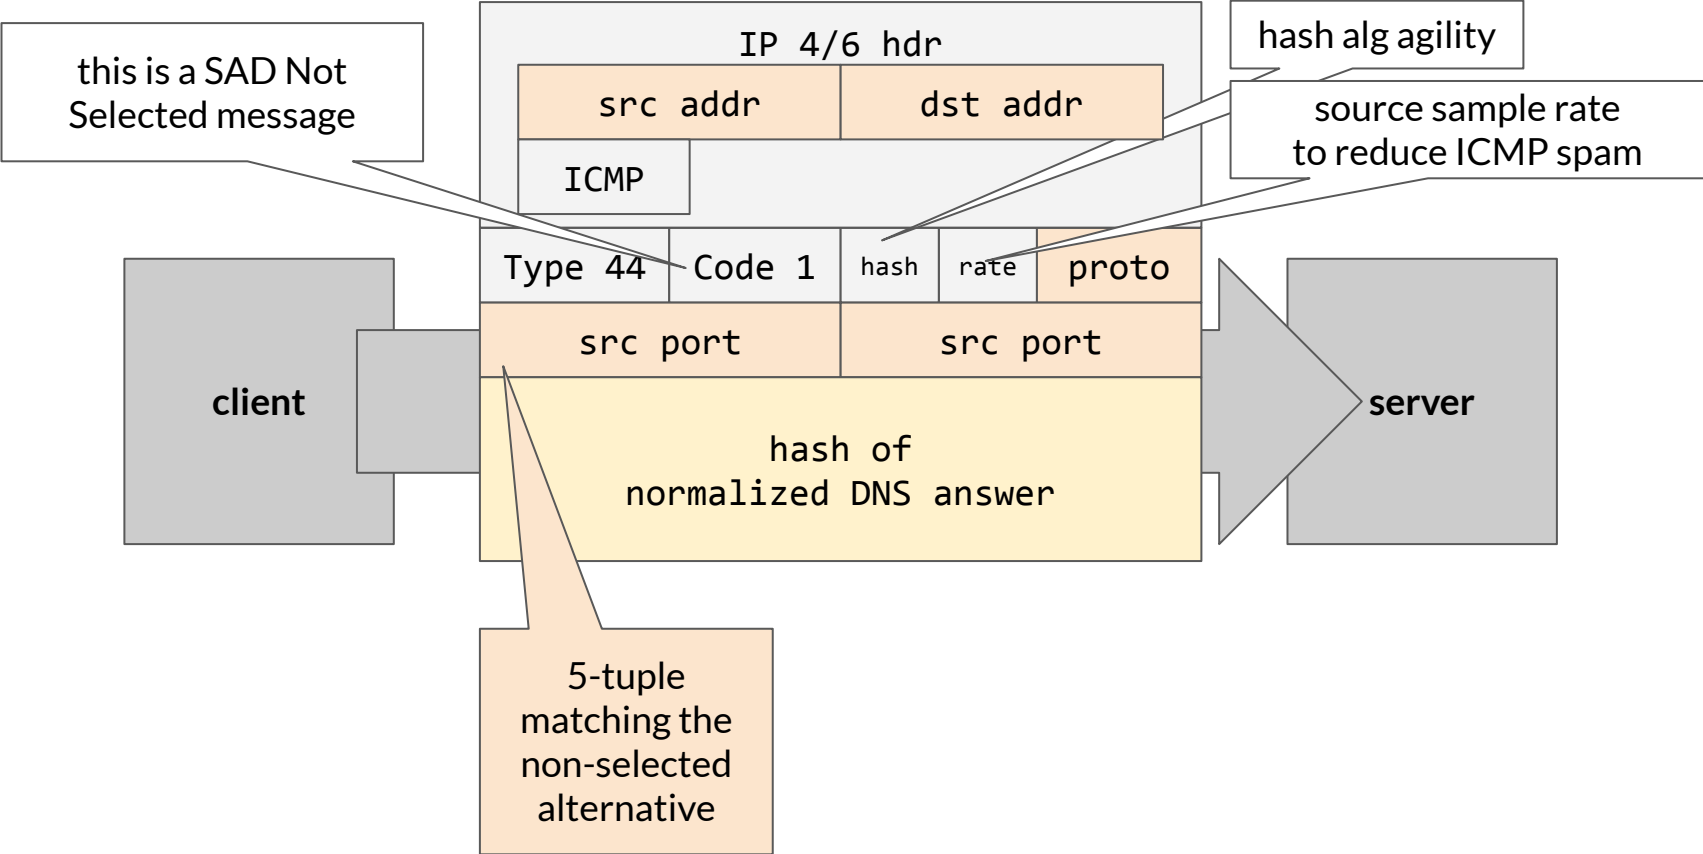 IP 4/6 hdr
hash alg agility
this is a SAD Not
Selected message
src addr
dst addr
source sample rate
to reduce ICMP spam
ICMP
Type 44
Code 1
hash
rate
proto
src port
src port
client
server
hash of
normalized DNS answer
5-tuple
matching the
non-selected
alternative